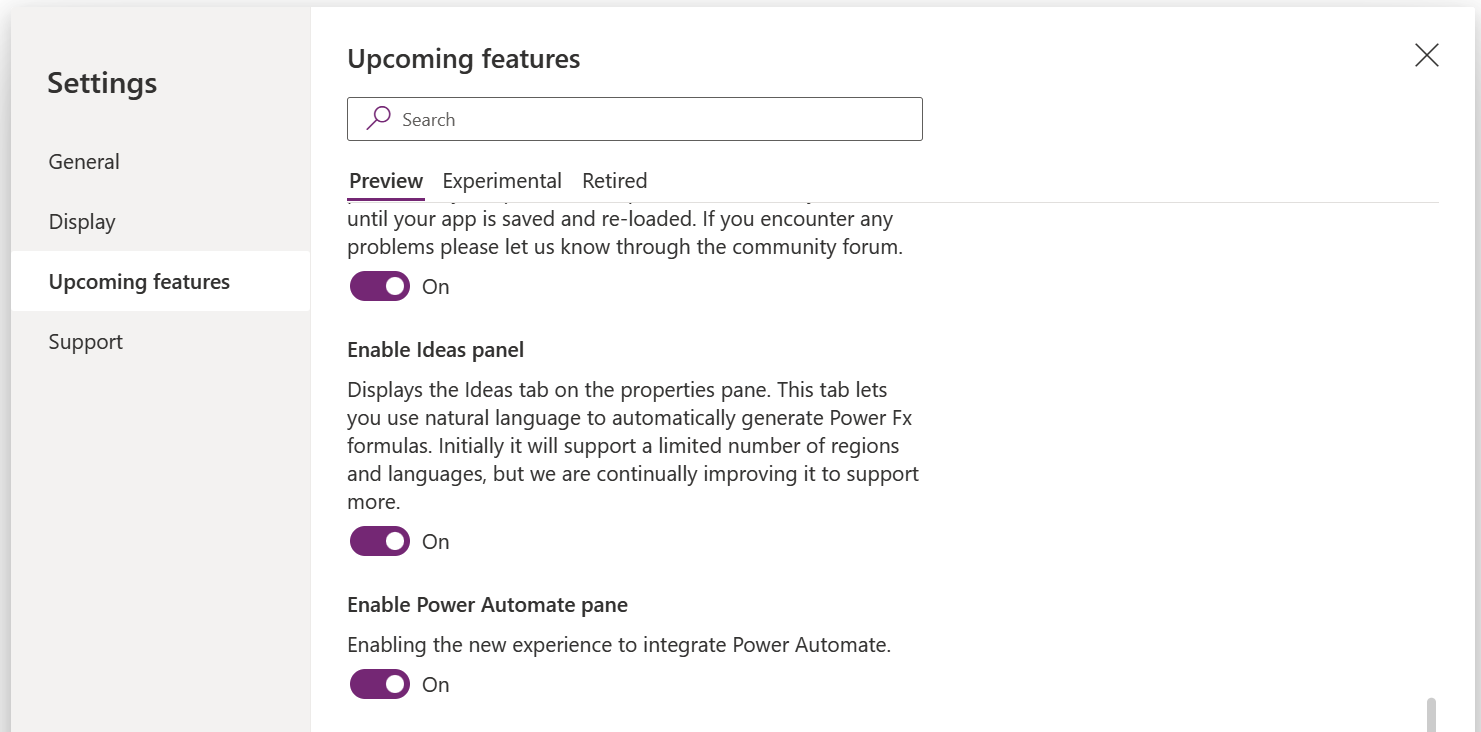 Settings
General
Display
Upcoming features
Support
Upcoming features
Search
Preview Experimental Retired
until your app is saved and re-loaded. If you encounter any
problems please let us know through the community forum.
On
Enable Ideas panel
Displays the Ideas tab on the properties pane. This tab lets
you use natural language to automatically generate Power Fx
formulas. Initially it will support a limited number of regions
and languages, but we are continually improving it to support
more.
On
Enable Power Automate pane
Enabling the new experience to integrate Power Automate.
On